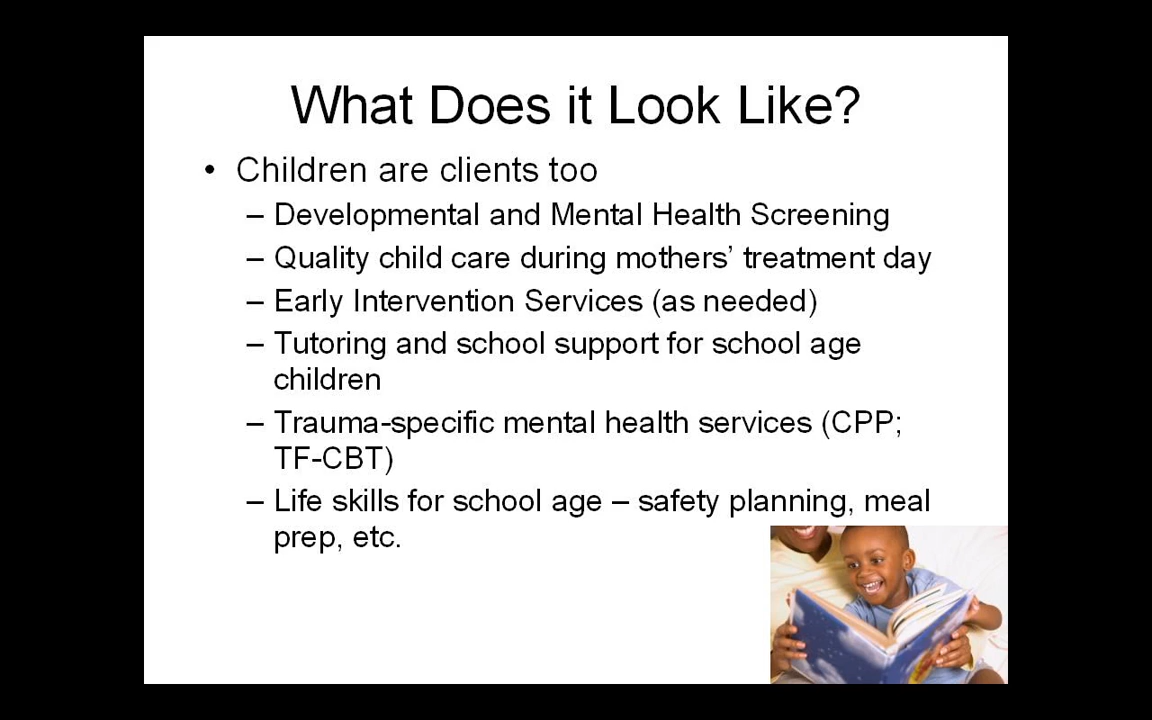 What Does it Look Like?
• Children are clients too
– Developmental and Mental Health Screening
– Quality child care during mothers’ treatment day
– Early Intervention Services (as needed)
– Tutoring and school support for school age
children
– Trauma-specific mental health services (CPP;
TF-CBT)
– Life skills for school age – safety planning, meal
prep, etc.